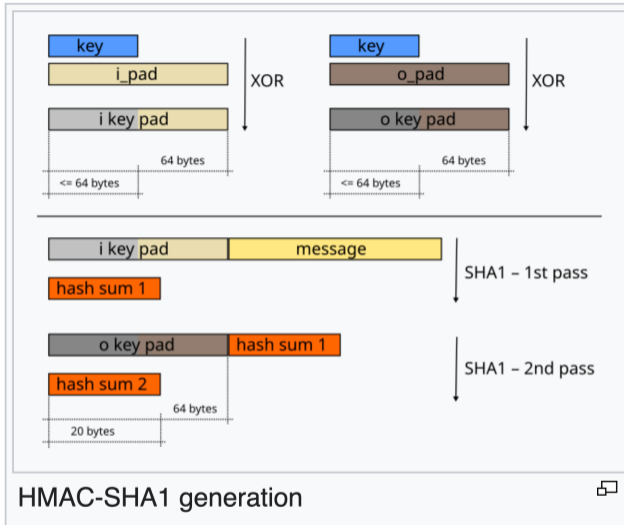 key
i_pad
XOR
i key pad
64 bytes
<= 64 bytes
key
o_pad
XOR
o key pad
64 bytes
<= 64 bytes
i key pad message
hash sum 1
SHA1 – 1st pass
o key pad hash sum 1
hash sum 2
SHA1 – 2nd pass
64 bytes
20 bytes
HMAC-SHA1 generation